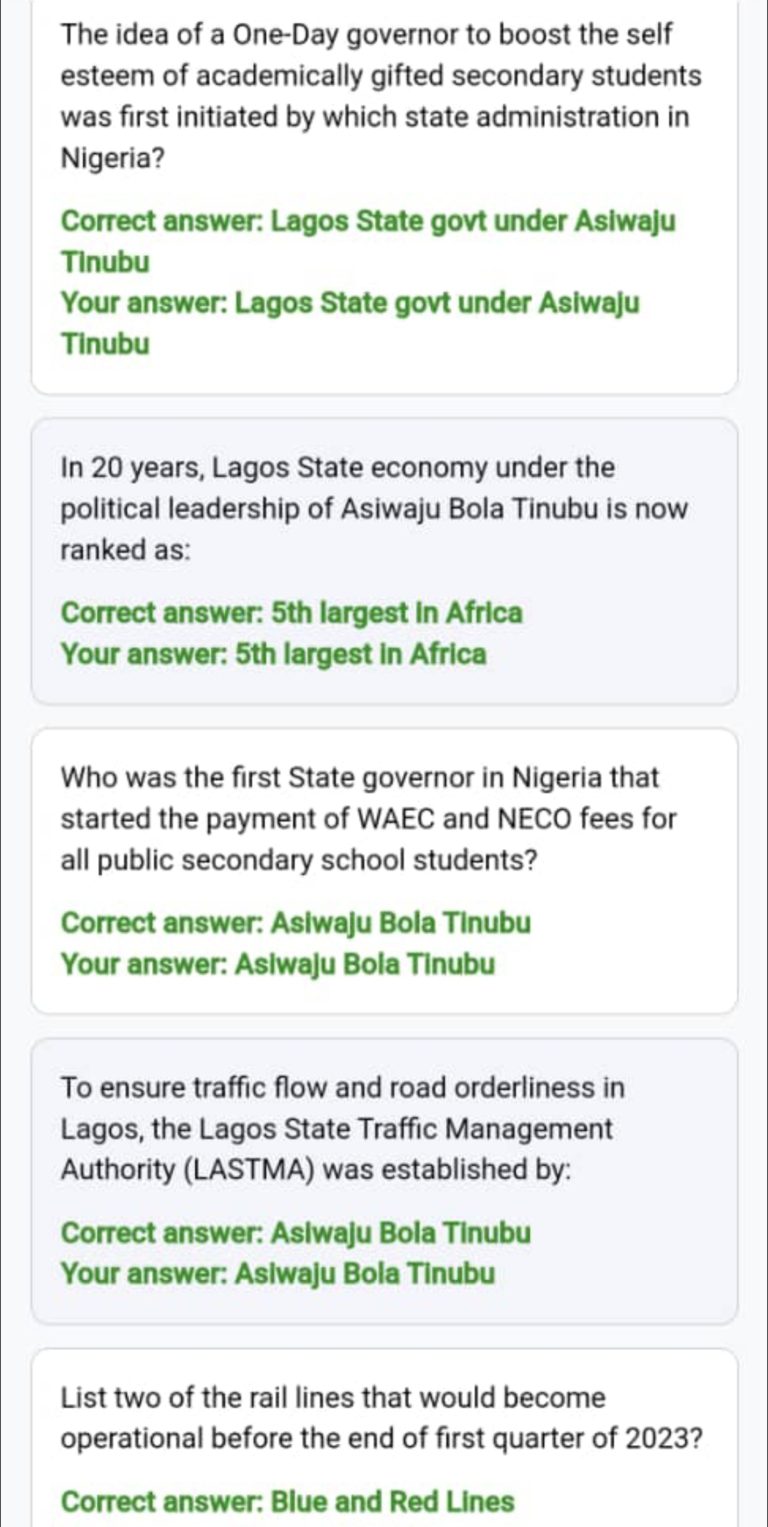 The idea of a One-Day governor to boost the self
esteem of academically gifted secondary students
was first initiated by which state administration in
Nigeria?
Correct answer: Lagos State govt under Asiwaju
Tinubu
Your answer: Lagos State govt under Asiwaju
Tinubu
In 20 years, Lagos State economy under the
political leadership of Asiwaju Bola Tinubu is now
ranked as:
Correct answer: 5th largest in Africa
Your answer: 5th largest in Africa
Who was the first State governor in Nigeria that
started the payment of WAEC and NECO fees for
all public secondary school students?
Correct answer: Asiwaju Bola Tinubu
Your answer: Asiwaju Bola Tinubu
To ensure traffic flow and road orderliness in
Lagos, the Lagos State Traffic Management
Authority (LASTMA) was established by:
Correct answer: Asiwaju Bola Tinubu
Your answer: Asiwaju Bola Tinubu
List two of the rail lines that would become
operational before the end of first quarter of 2023?
Correct answer: Blue and Red Lines